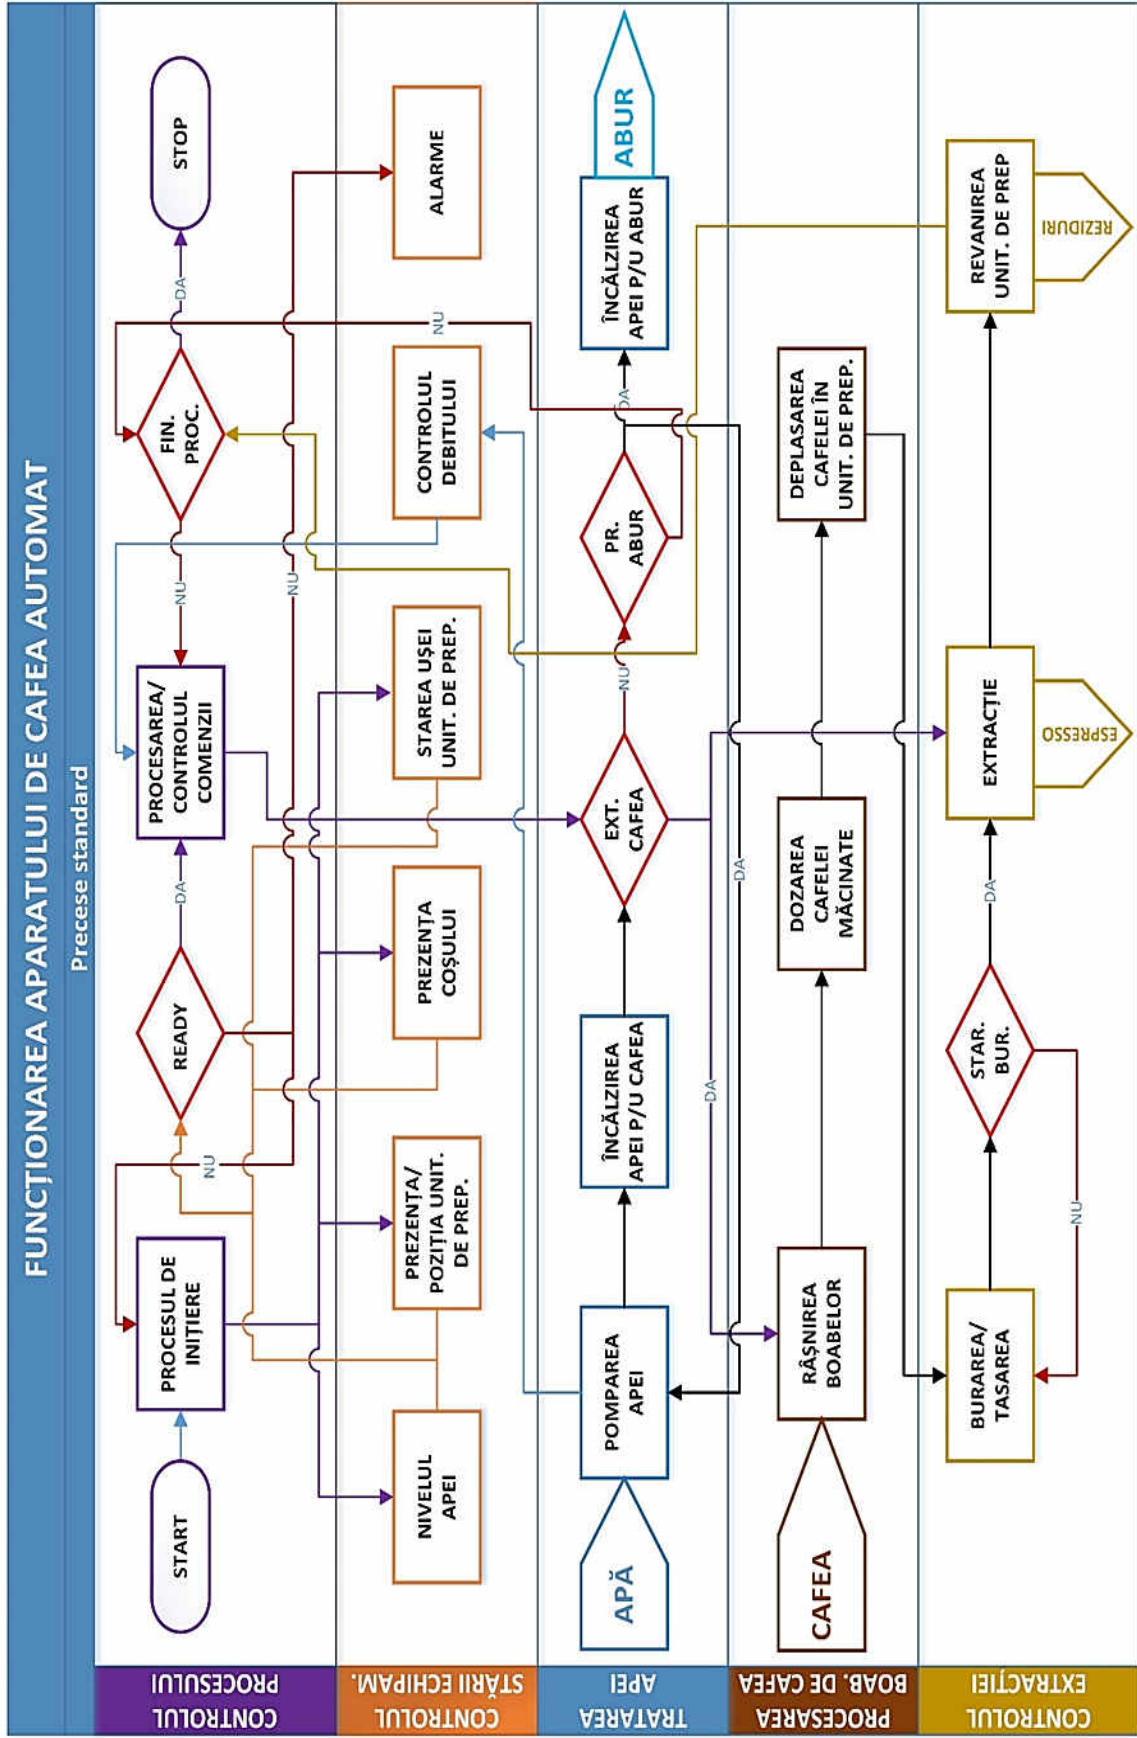 FUNCȚIONAREA APARATULUI DE CAFEA AUTOMAT
Precese standard
CONTROLUL
PROCESULUI
START
PROCESUL DE
INIȚIERE
NU
READY
DA
PROCESAREA/
CONTROLUL
COMENZII
NU
NU
FIN.
PROC.
DA
STOP
CONTROLUL
STĂRII ECHIPAM.
NIVELUL
APEI
PREZENȚA/
POZIȚIA UNIT.
DE PREP.
PREZENȚA
COȘULUI
STAREA UȘEI
UNIT. DE PREP.
CONTROLUL
DEBITULUI
NU
ALARME
TRATAREA
APEI
APĂ
POMPAREA
APEI
ÎNCĂLZIREA
APEI P/U CAFEA
EXT.
CAFEA
NU
PR.
ABUR
DA
ÎNCĂLZIREA
APEI P/U ABUR
ABUR
DA
DA
PROCESAREA
BOAB. DE CAFEA
CAFEA
RÂȘNIREA
BOABELOR
DOZAREA
CAFELEI
MĂCINATE
DEPLASAREA
CAFELEI ÎN
UNIT. DE PREP.
CONTROLUL
EXTRACȚIEI
BURAREA/
TASAREA
NU
STAR.
BUR.
DA
EXTRACȚIE
ESPRESSO
REVANIREA
UNIT. DE PREP
REZIDURI